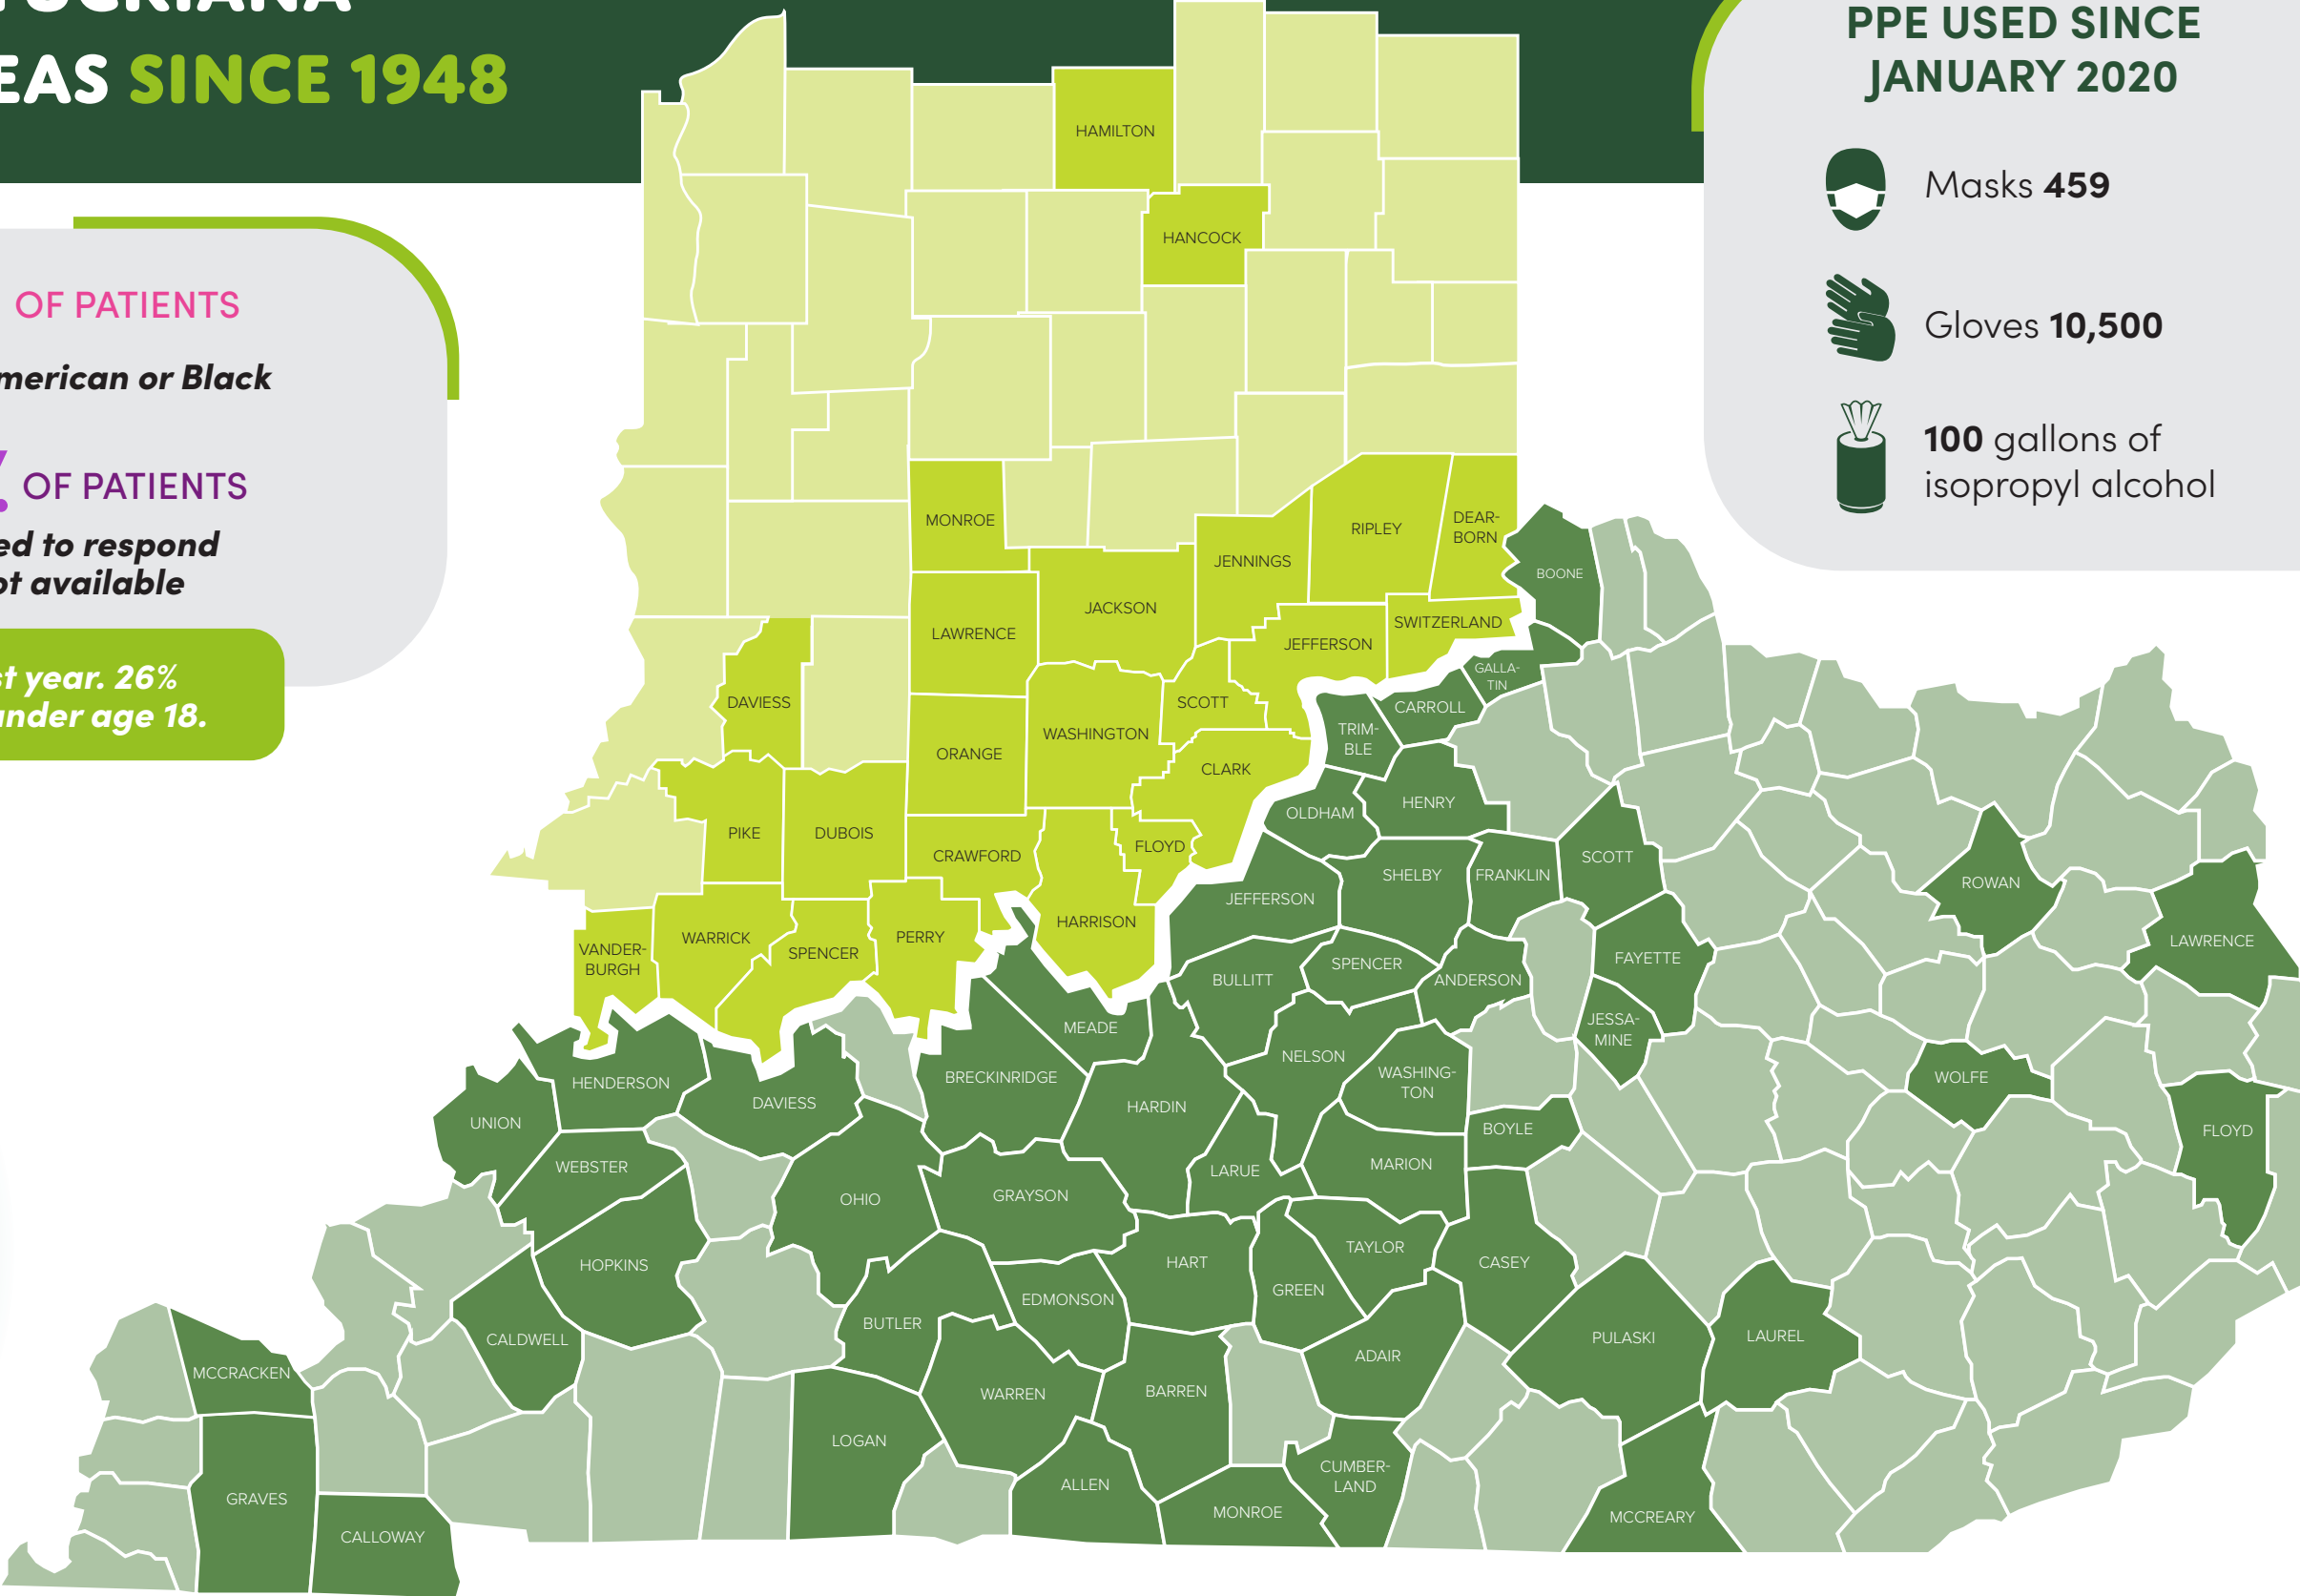 EAS SINCE 1948
OF PATIENTS
merican or Black
% OF PATIENTS
ed to respond
ot available
st year. 26%
under age 18.
PPE USED SINCE
JANUARY 2020
Masks 459
Gloves 10,500
100 gallons of
isopropyl alcohol
HAMILTON
HANCOCK
MONROE
RIPLEY
DEAR-
BORN
JENNINGS
JACKSON
LAWRENCE
SWITZERLAND
JEFFERSON
DAVIESS
SCOTT
WASHINGTON
ORANGE
CLARK
PIKE
DUBOIS
CRAWFORD
FLOYD
HARRISON
VANDER-
BURGH
WARRICK
SPENCER
PERRY
BOONE
GALLA-
TIN
CARROLL
TRIM-
BLE
OLDHAM
HENRY
SCOTT
JEFFERSON
SHELBY
FRANKLIN
ROWAN
LAWRENCE
BULLITT
SPENCER
ANDERSON
FAYETTE
JESSA-
MINE
MEADE
NELSON
WASHING-
TON
WOLFE
BRECKINRIDGE
HENDERSON
DAVIESS
HARDIN
UNION
BOYLE
FLOYD
WEBSTER
LARUE
MARION
OHIO
GRAYSON
HOPKINS
HART
TAYLOR
CASEY
GREEN
EDMONSON
BUTLER
CALDWELL
PULASKI
LAUREL
ADAIR
MCCRACKEN
WARREN
BARREN
LOGAN
CUMBER-
LAND
ALLEN
GRAVES
MONROE
MCCREARY
CALLOWAY